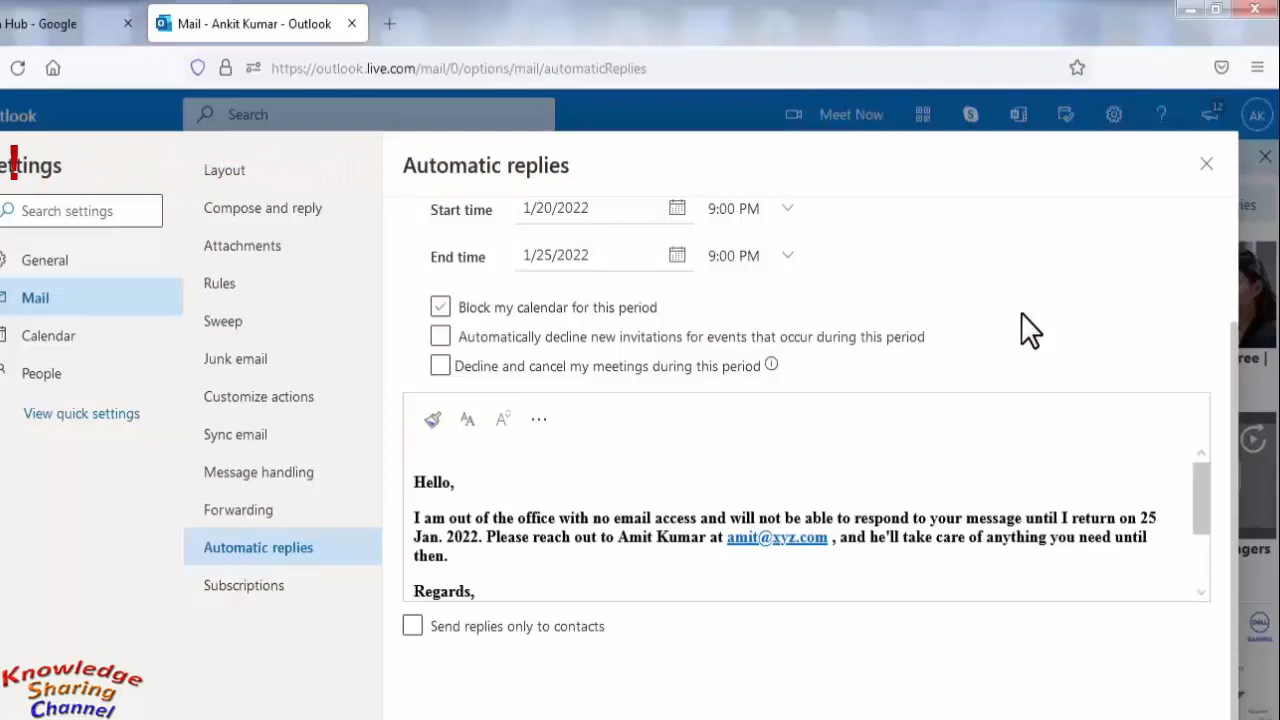 Hub - Google
Mail - Ankit Kumar - Outlook
https://outlook.live.com/mail/0/options/mail/automaticReplies
Search
Meet Now
12
AK
!
Search settings
General
Mail
Calendar
People
View quick settings
Layout
Compose and reply
Attachments
Rules
Sweep
Junk email
Customize actions
Sync email
Message handling
Forwarding
Automatic replies
Subscriptions
Automatic replies
Start time 1/20/2022 9:00 PM
End time 1/25/2022 9:00 PM
Block my calendar for this period
Automatically decline new invitations for events that occur during this period
Decline and cancel my meetings during this period
Hello,
I am out of the office with no email access and will not be able to respond to your message until I return on 25
Jan. 2022. Please reach out to Amit Kumar at amit@xyz.com , and he'll take care of anything you need until
then.
Regards,
Send replies only to contacts
DELL
GAMING
Knowledge
Sharing
Channel